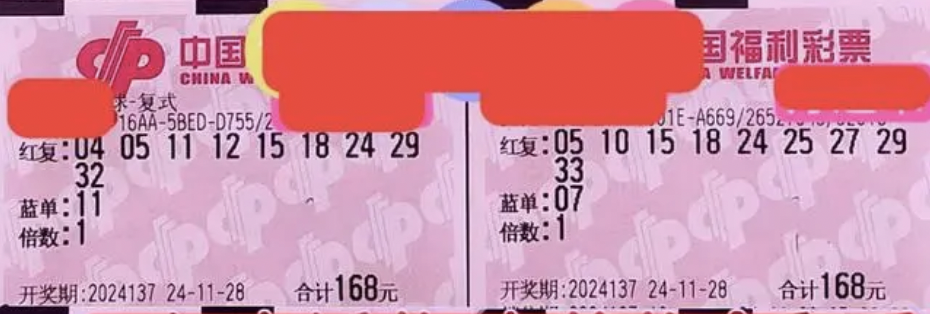 中国
CHINA W
球-复式
16AA-5BED-D755/2
红复:04 05 11 12 15 18 24 29
32
蓝单:11
倍数:1
开奖期:2024137 24-11-28 合计168元
国福利彩票
A WELFA
01E-A669/2652
红复:05 10 15 18 24 25 27 29
33
蓝单:07
倍数:1
开奖期:2024137 24-11-28 合计168元